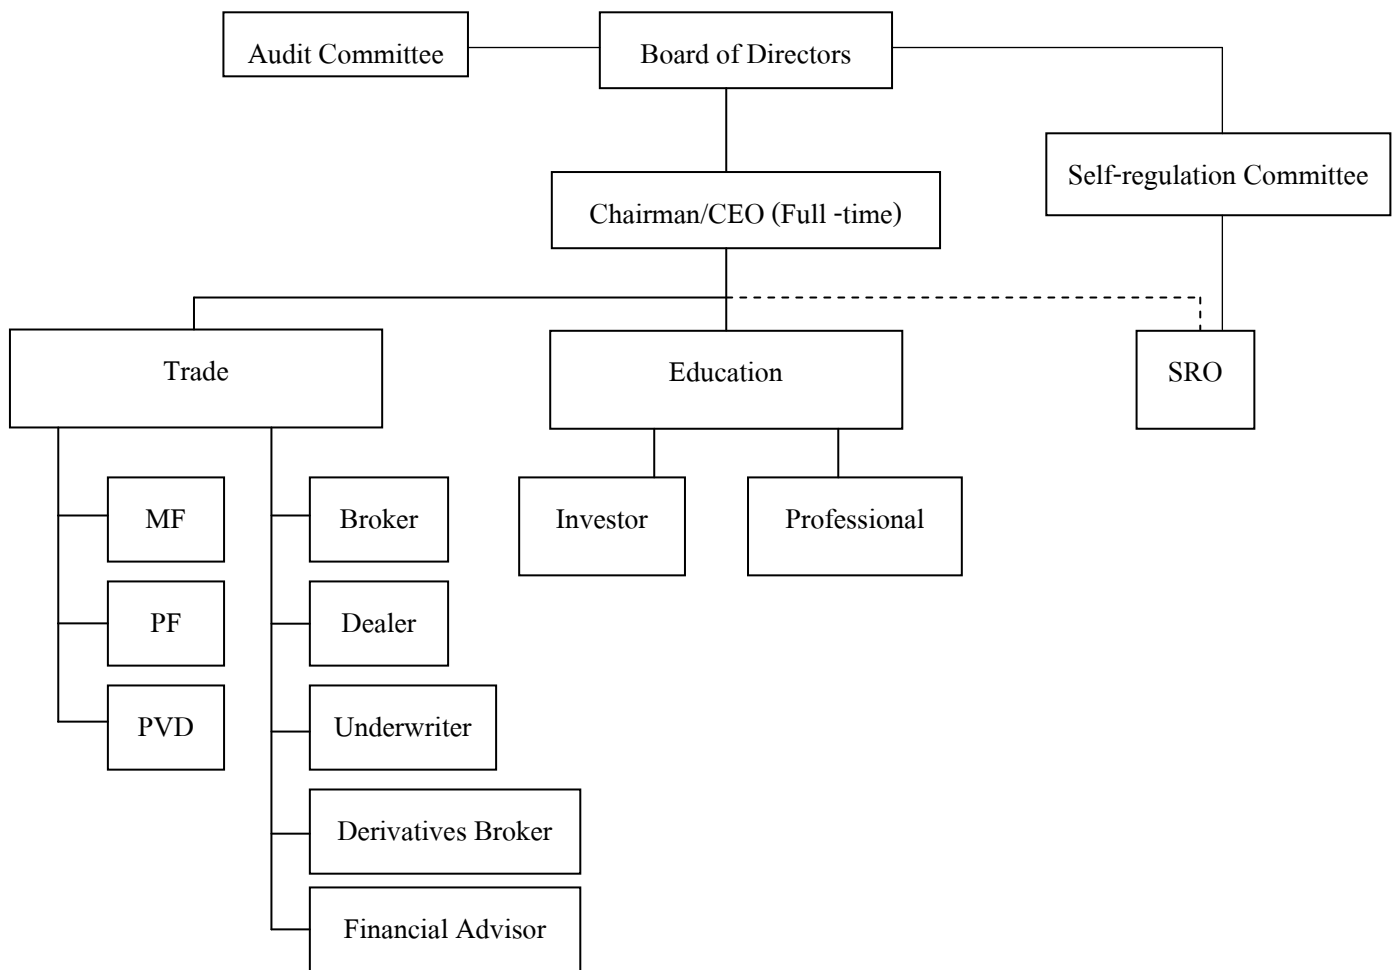 Audit Committee
Board of Directors
Self-regulation Committee
Chairman/CEO (Full -time)
Trade
Education
SRO
MF
Broker
Investor
Professional
PF
Dealer
PVD
Underwriter
Derivatives Broker
Financial Advisor